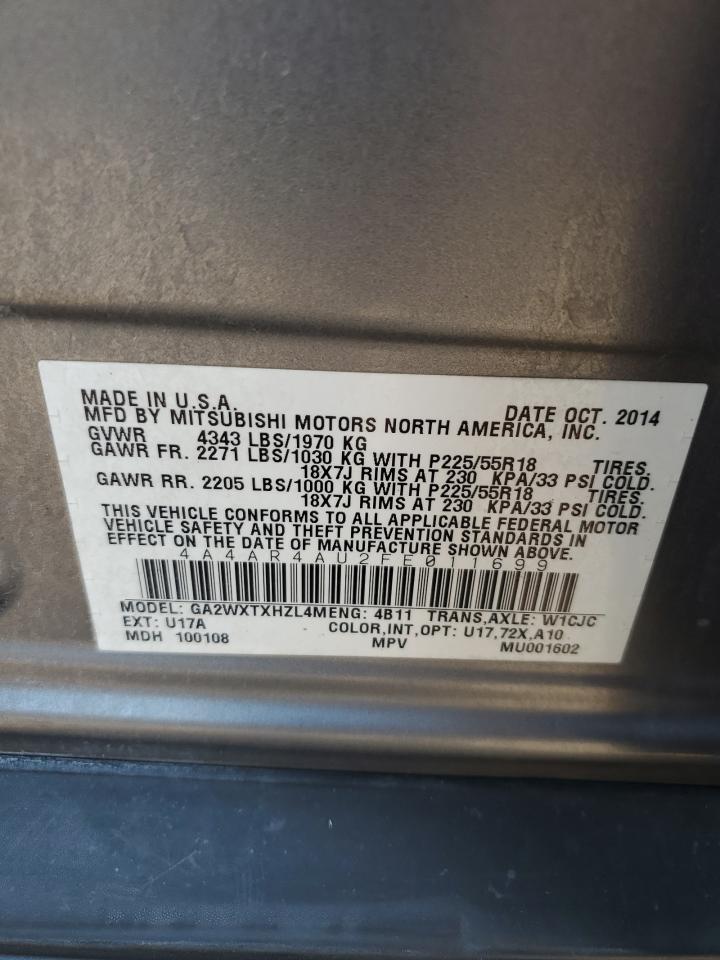 MADE IN U.S.A. DATE OCT. 2014
MFD BY MITSUBISHI MOTORS NORTH AMERICA, INC.
GVWR 4343 LBS/1970 KG
GAWR FR. 2271 LBS/1030 KG WITH P225/55R18 TIRES.
18X7J RIMS AT 230 KPA/33 PSI COLD.
GAWR RR. 2205 LBS/1000 KG WITH P225/55R18 TIRES.
18X7J RIMS AT 230 KPA/33 PSI COLD.
THIS VEHICLE CONFORMS TO ALL APPLICABLE FEDERAL MOTOR
VEHICLE SAFETY AND THEFT PREVENTION STANDARDS IN
EFFECT ON THE DATE OF MANUFACTURE SHOWN ABOVE.
4A4AR4AU2FE011699
MODEL: GA2WXTXHZL4MENG: 4B11 TRANS,AXLE: W1CJC
EXT: U17A COLOR,INT,OPT: U17,72X,A10
MDH 100108 MPV MU001602